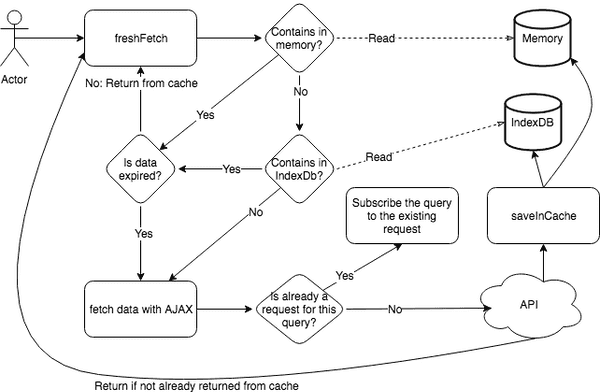 freshFetch
Contains in
memory?
Read
Memory
Actor
No: Return from cache
No
Yes
IndexDB
Is data
expired?
Yes
Contains in
IndexDb?
Read
Subscribe the query
to the existing
request
saveInCache
No
Yes
Yes
fetch data with AJAX
Is already a
request for this
query?
No
API
Return if not already returned from cache